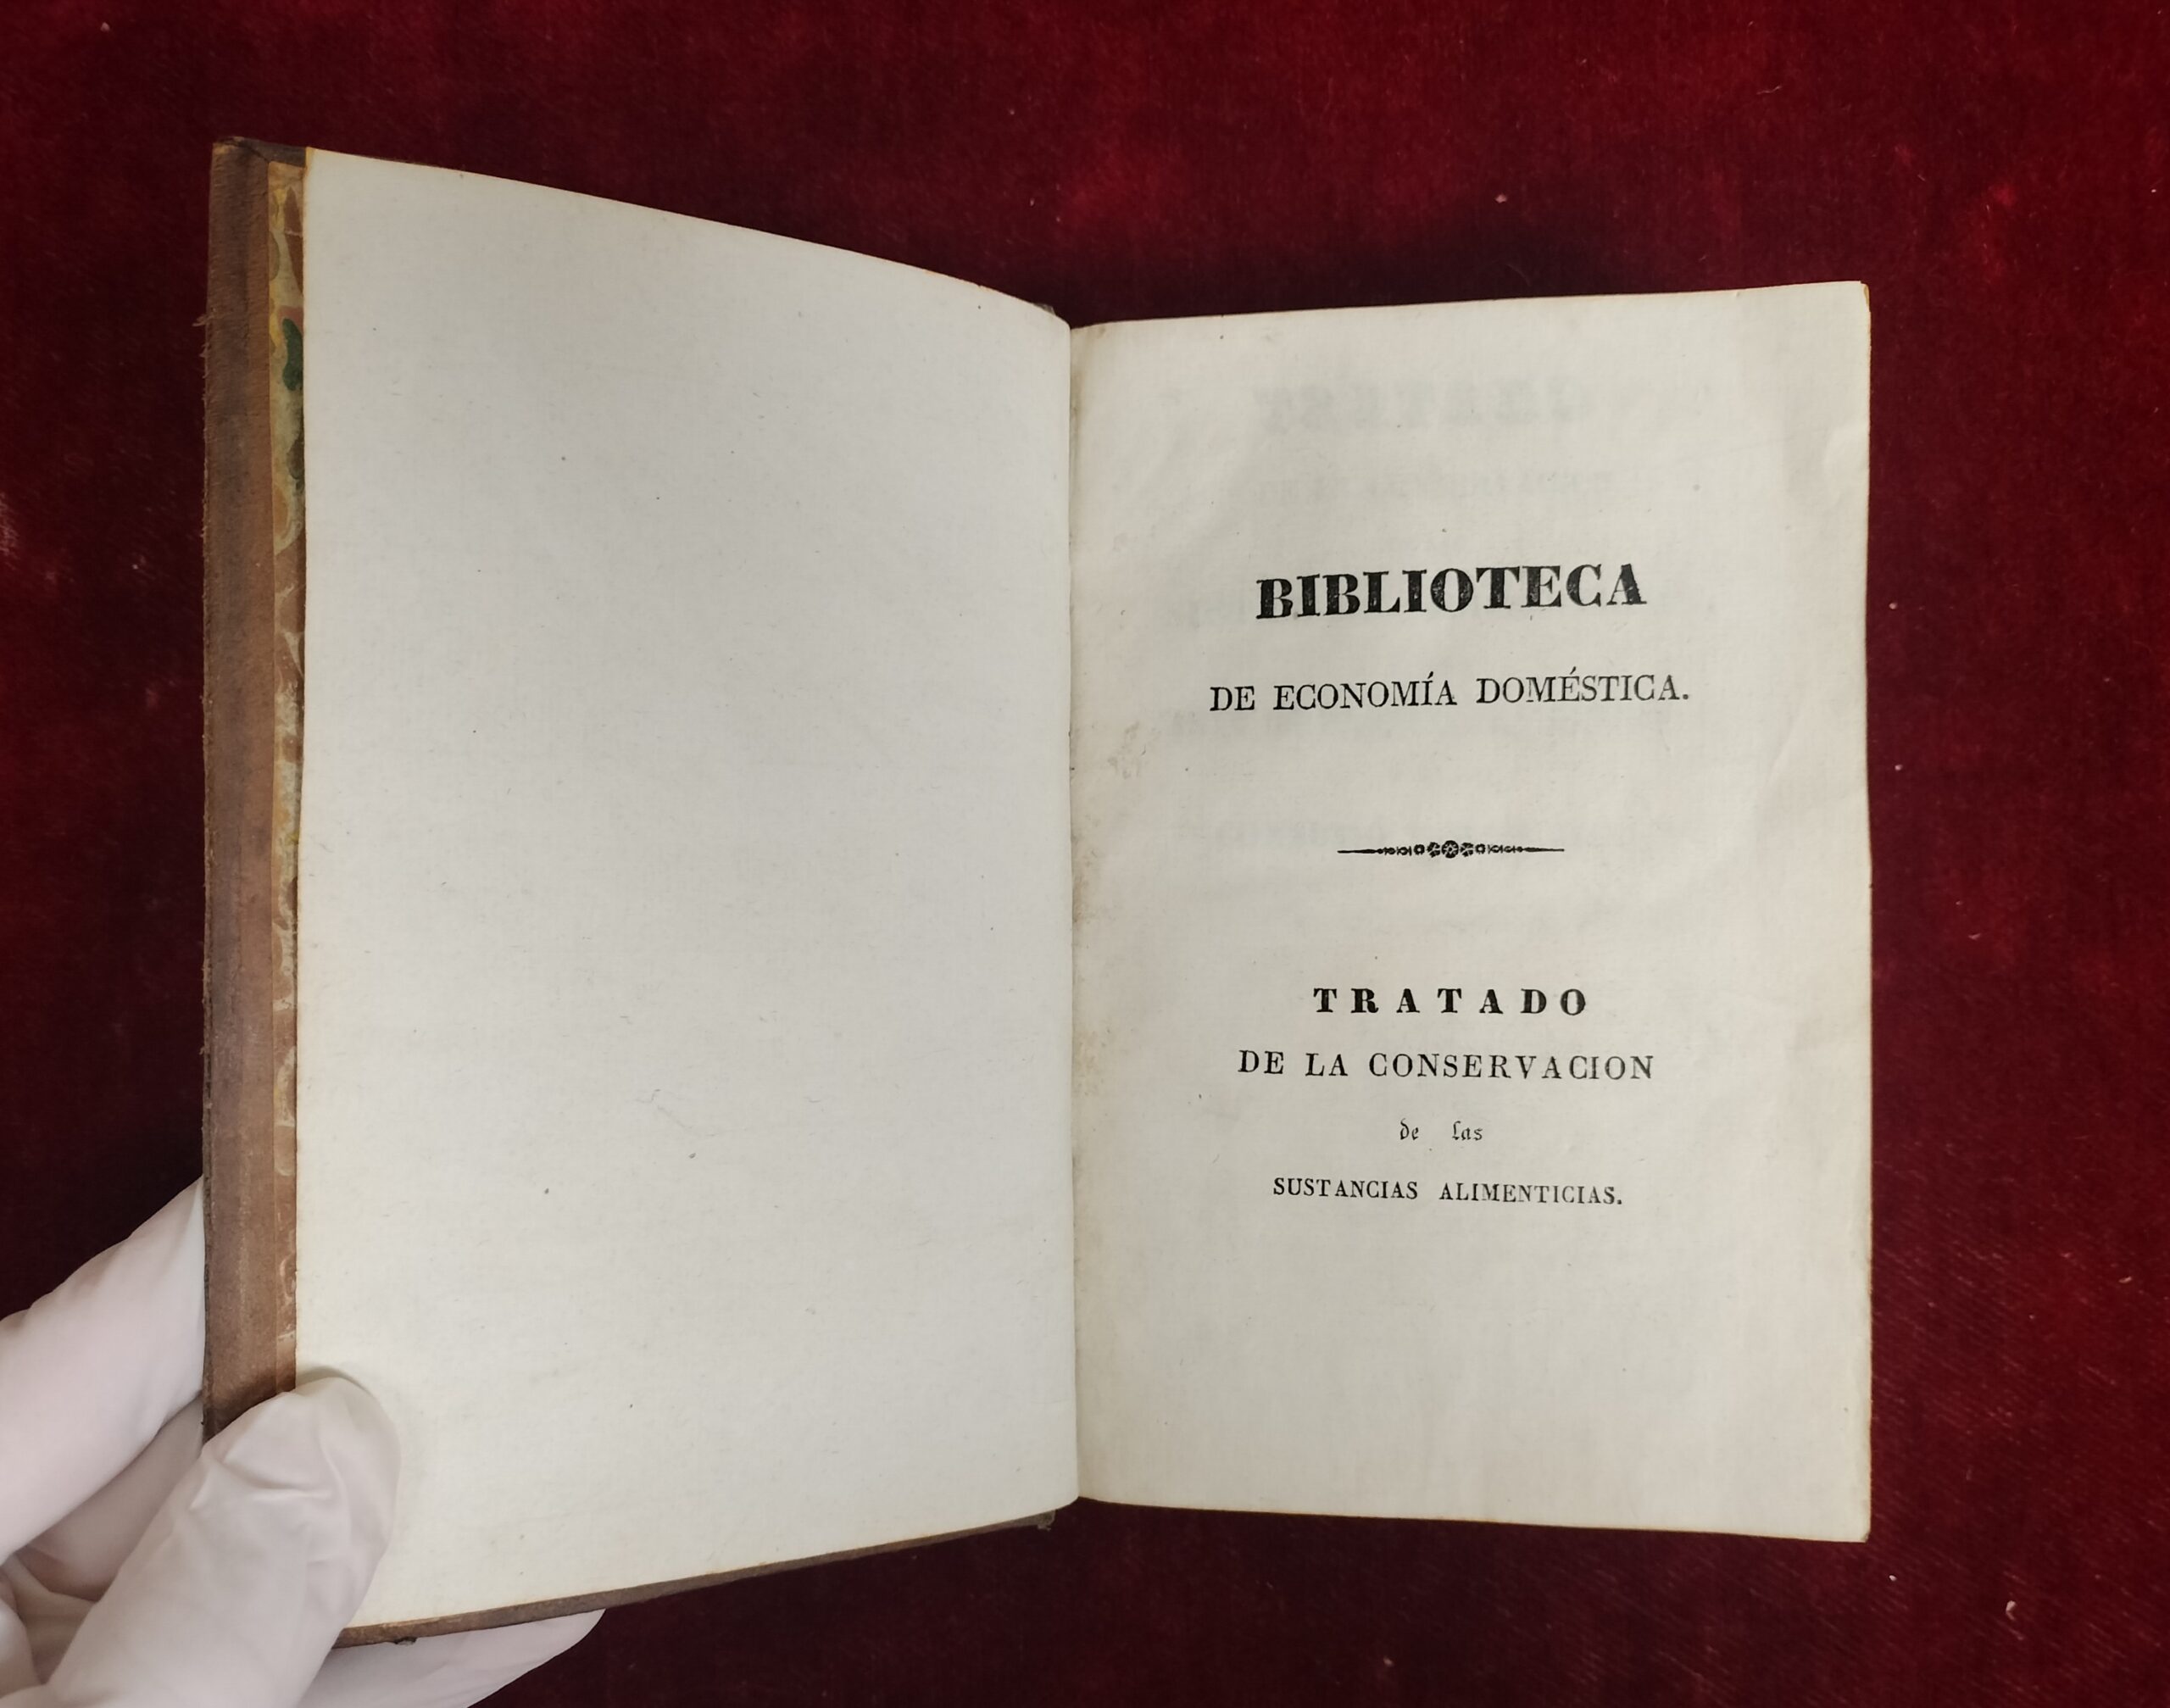 BIBLIOTECA
DE ECONOMÍA DOMÉSTICA.
TRATADO
DE LA CONSERVACION
de las
SUSTANCIAS ALIMENTICIAS.